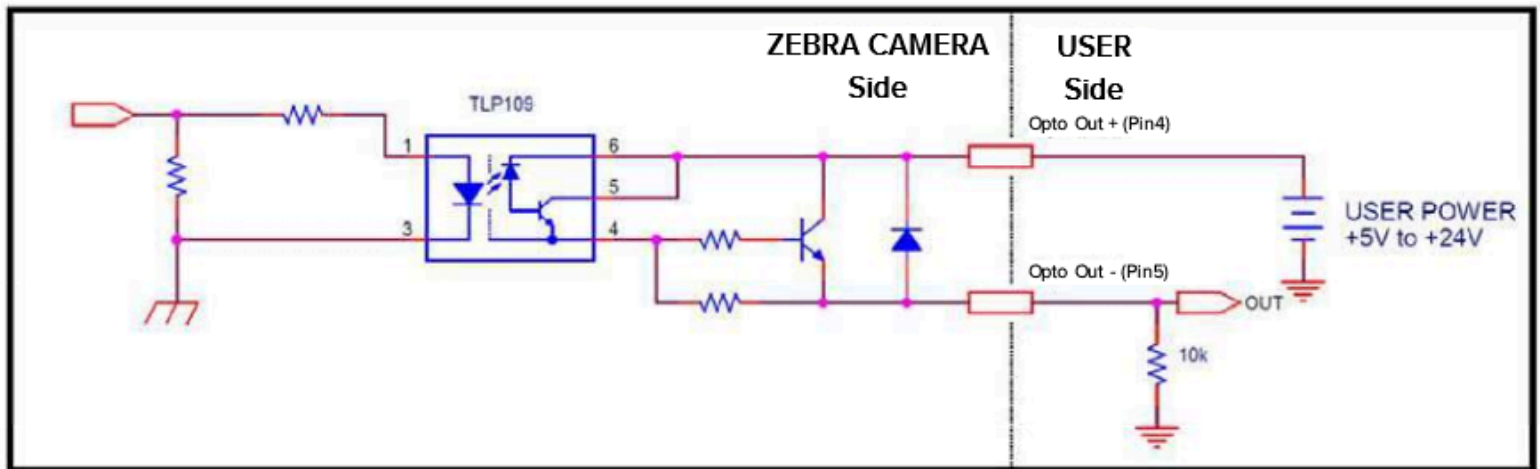 ZEBRA CAMERA
Side
USER
Side
TLP109
Opto Out + (Pin4)
1
6
5
3
4
USER POWER
+5V to +24V
Opto Out - (Pin5)
OUT
10k